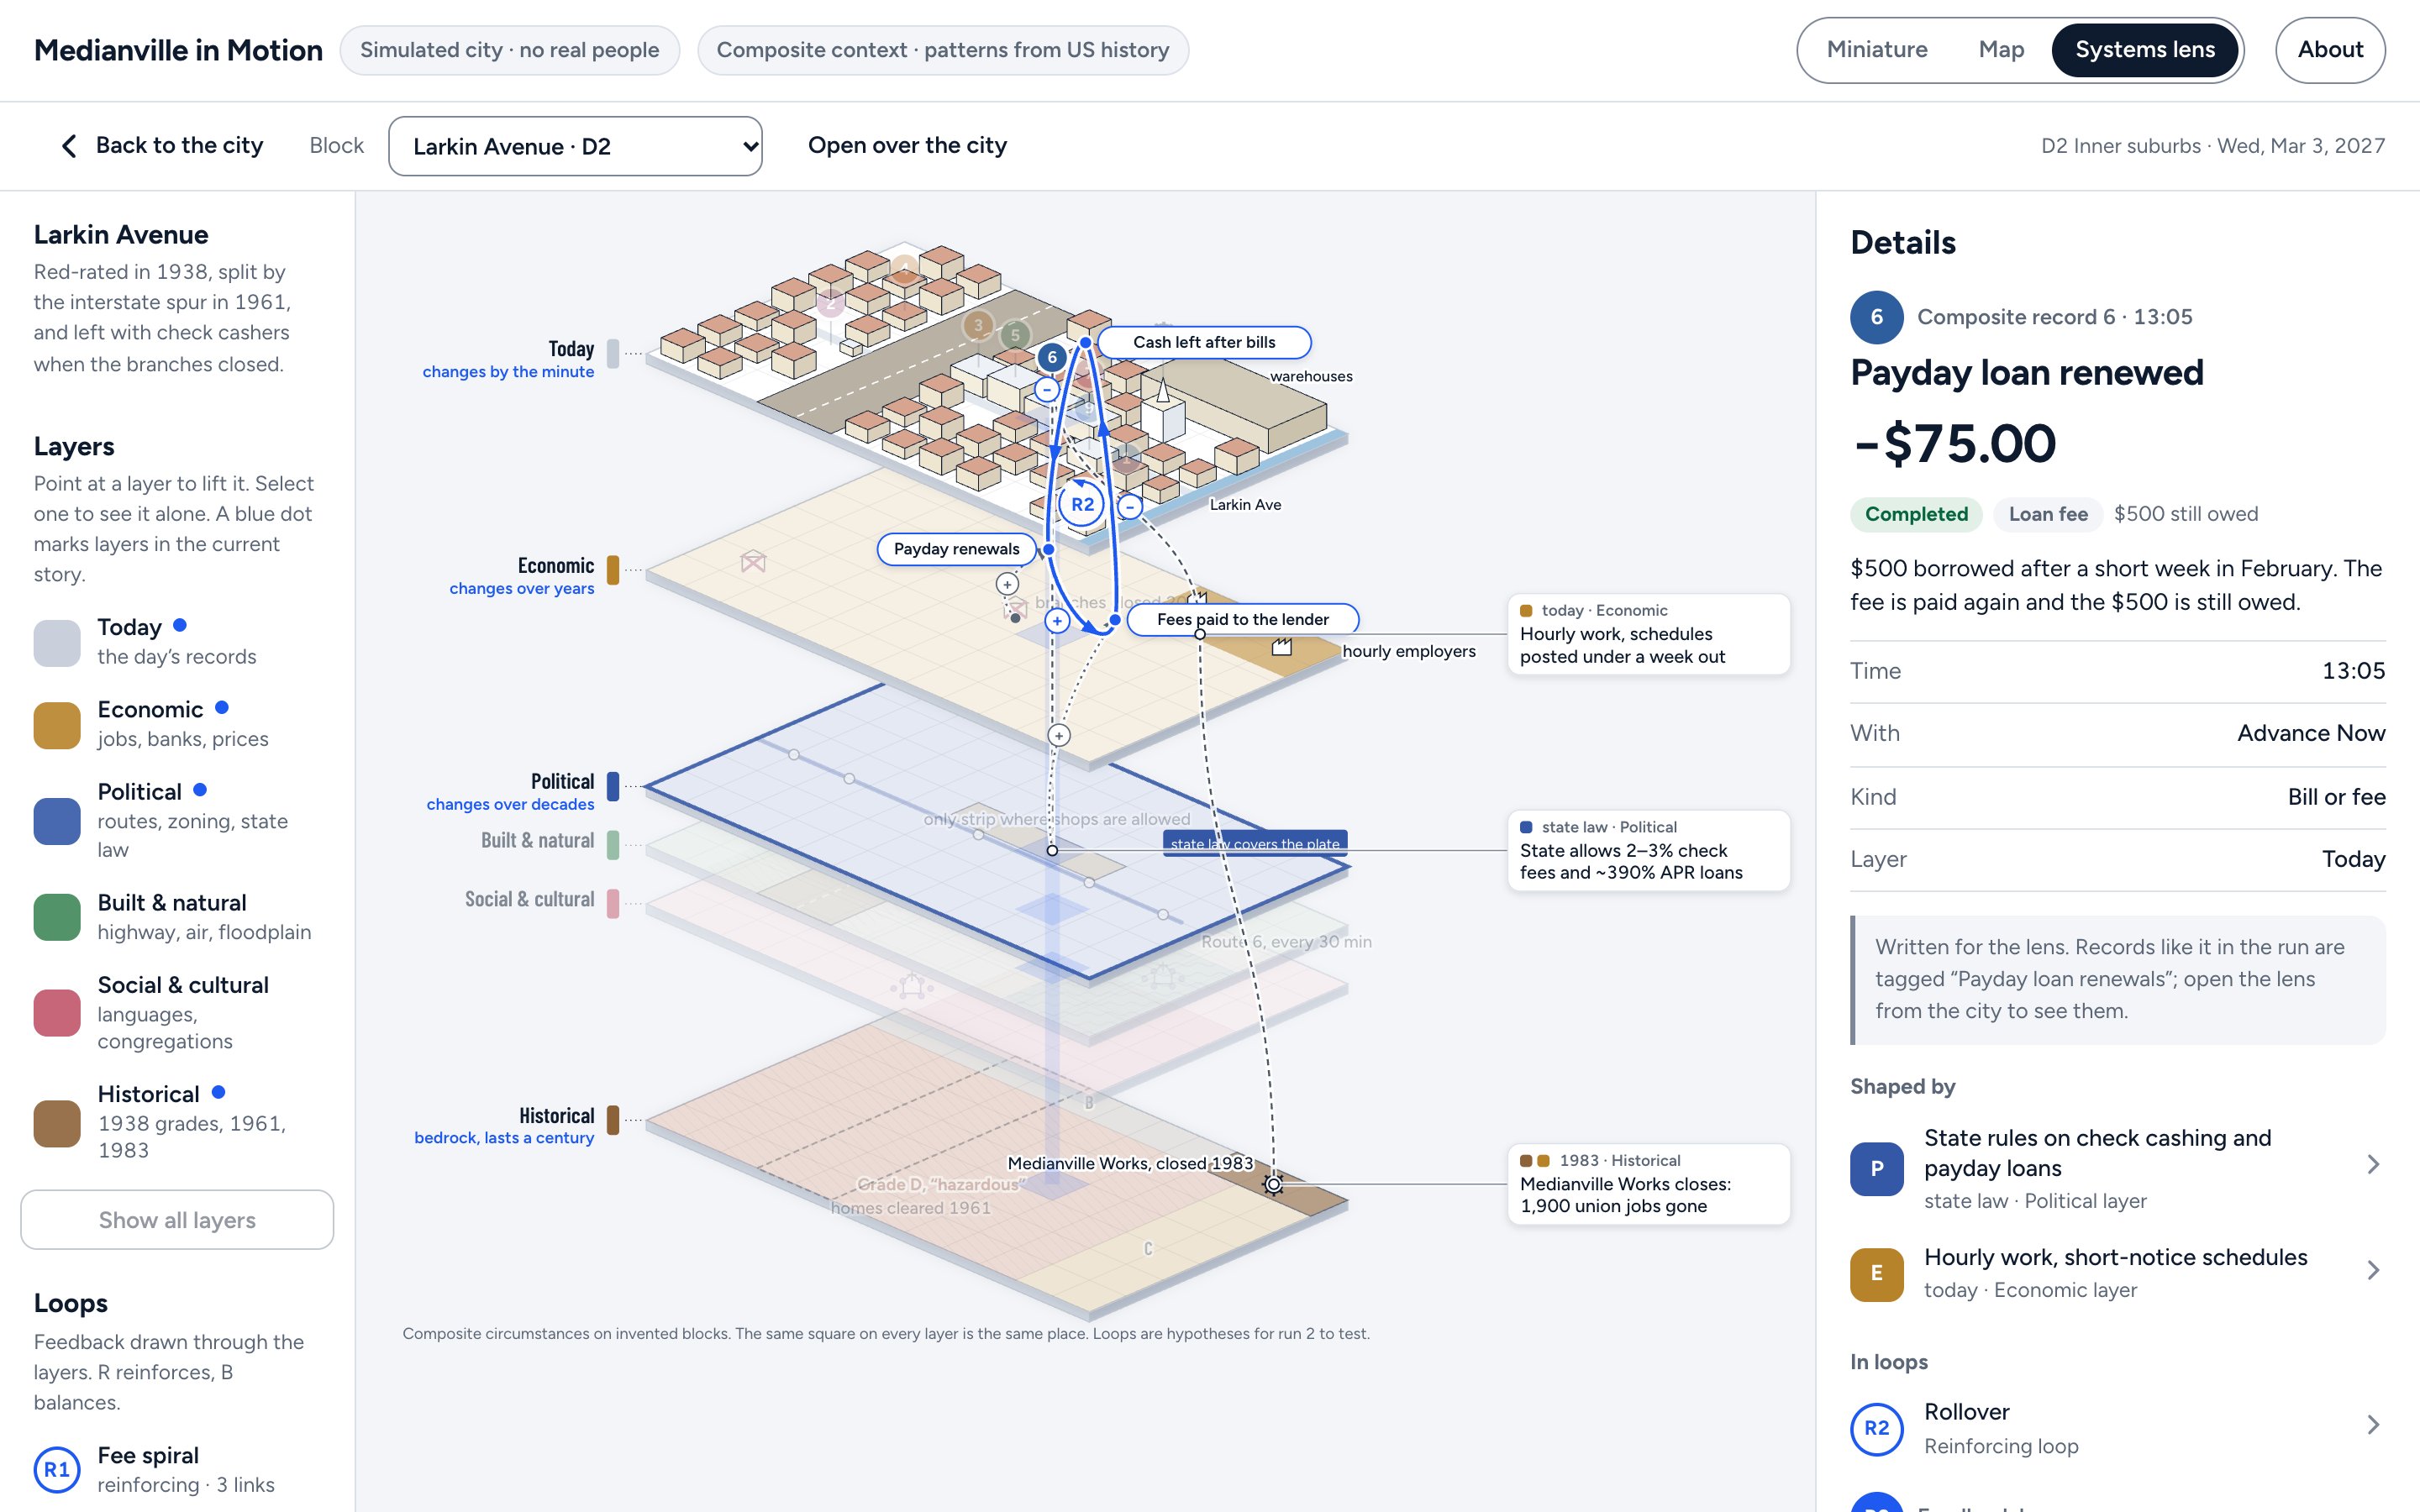 Medianville in Motion
Simulated city · no real people
Composite context · patterns from US history
Miniature
Map
Systems lens
About
Back to the city
Block
Larkin Avenue · D2
Open over the city
D2 Inner suburbs · Wed, Mar 3, 2027
Larkin Avenue
Red-rated in 1938, split by
the interstate spur in 1961,
and left with check cashers
when the branches closed.
Layers
Point at a layer to lift it. Select
one to see it alone. A blue dot
marks layers in the current
story.
Today
the day's records
Economic
jobs, banks, prices
Political
routes, zoning, state
law
Built & natural
highway, air, floodplain
Social & cultural
languages,
congregations
Historical
1938 grades, 1961,
1983
Show all layers
Loops
Feedback drawn through the
layers. R reinforces, B
balances.
R1
Fee spiral
reinforcing · 3 links
Today
changes by the minute
4
2
3
5
6
9
Cash left after bills
warehouses
R2
Larkin Ave
Economic
changes over years
Payday renewals
branches closed
Fees paid to the lender
hourly employers
today · Economic
Hourly work, schedules
posted under a week out
Political
changes over decades
only strip where shops are allowed
state law covers the plate
state law · Political
State allows 2–3% check
fees and ~390% APR loans
Built & natural
Social & cultural
Route 6, every 30 min
Historical
bedrock, lasts a century
B
Medianville Works, closed 1983
Grade D, “hazardous”
homes cleared 1961
C
1983 · Historical
Medianville Works closes:
1,900 union jobs gone
Composite circumstances on invented blocks. The same square on every layer is the same place. Loops are hypotheses for run 2 to test.
Details
6
Composite record 6 · 13:05
Payday loan renewed
−$75.00
Completed
Loan fee
$500 still owed
$500 borrowed after a short week in February. The
fee is paid again and the $500 is still owed.
Time
13:05
With
Advance Now
Kind
Bill or fee
Layer
Today
Written for the lens. Records like it in the run are
tagged “Payday loan renewals”; open the lens
from the city to see them.
Shaped by
P
State rules on check cashing and
payday loans
state law · Political layer
E
Hourly work, short-notice schedules
today · Economic layer
In loops
R2
Rollover
Reinforcing loop